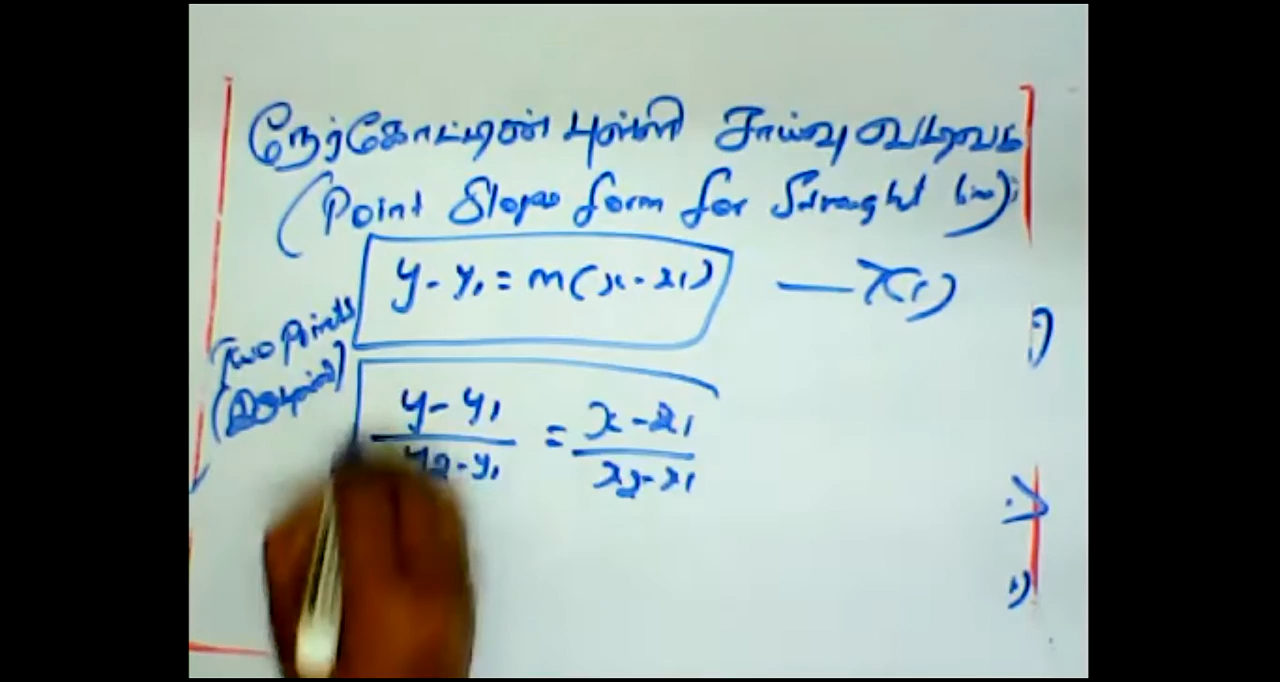 நேர்கோட்டின் புள்ளி சாய்வு வடிவம்
(Point Slope form for Straight line):
y - y₁ = m(x - x₁)
Two Points
y - y₁ / y₂ - y₁ = x - x₁ / x₂ - x₁